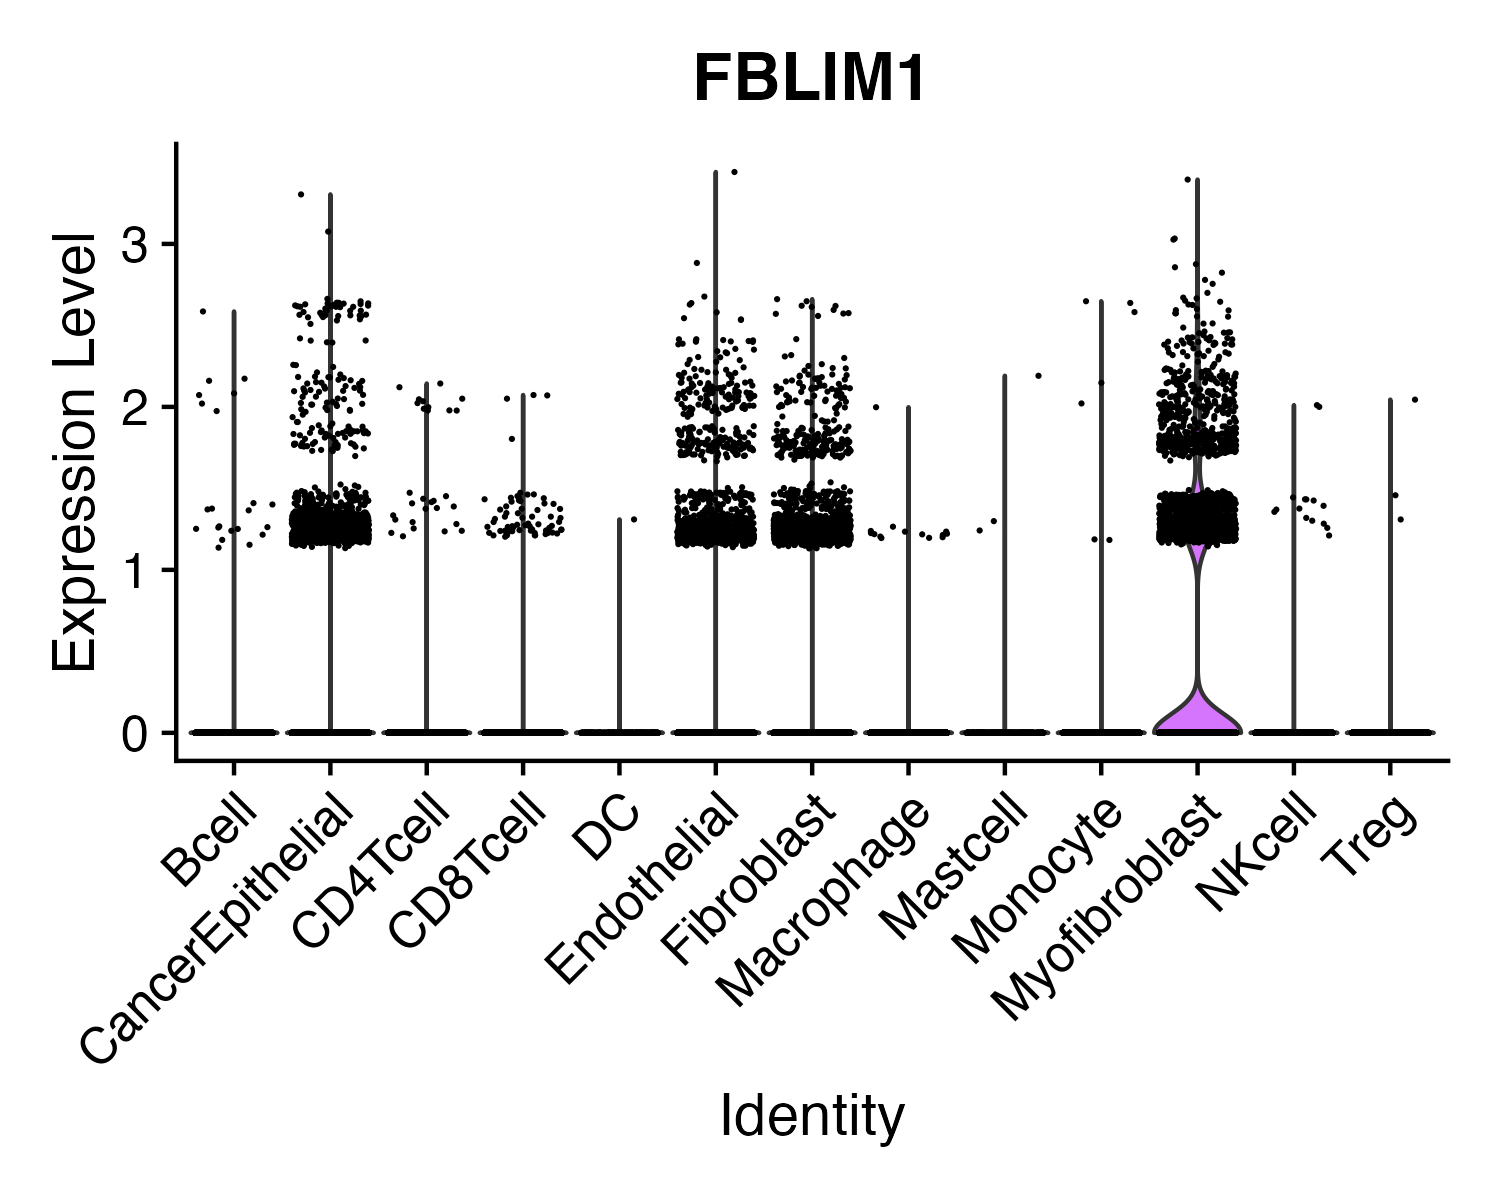 FBLIM1
Expression Level
3
2
1
0
Bcell
CancerEpithelial
CD4Tcell
CD8Tcell
DC
Endothelial
Fibroblast
Macrophage
Mastcell
Monocyte
Myofibroblast
NKcell
Treg
Identity